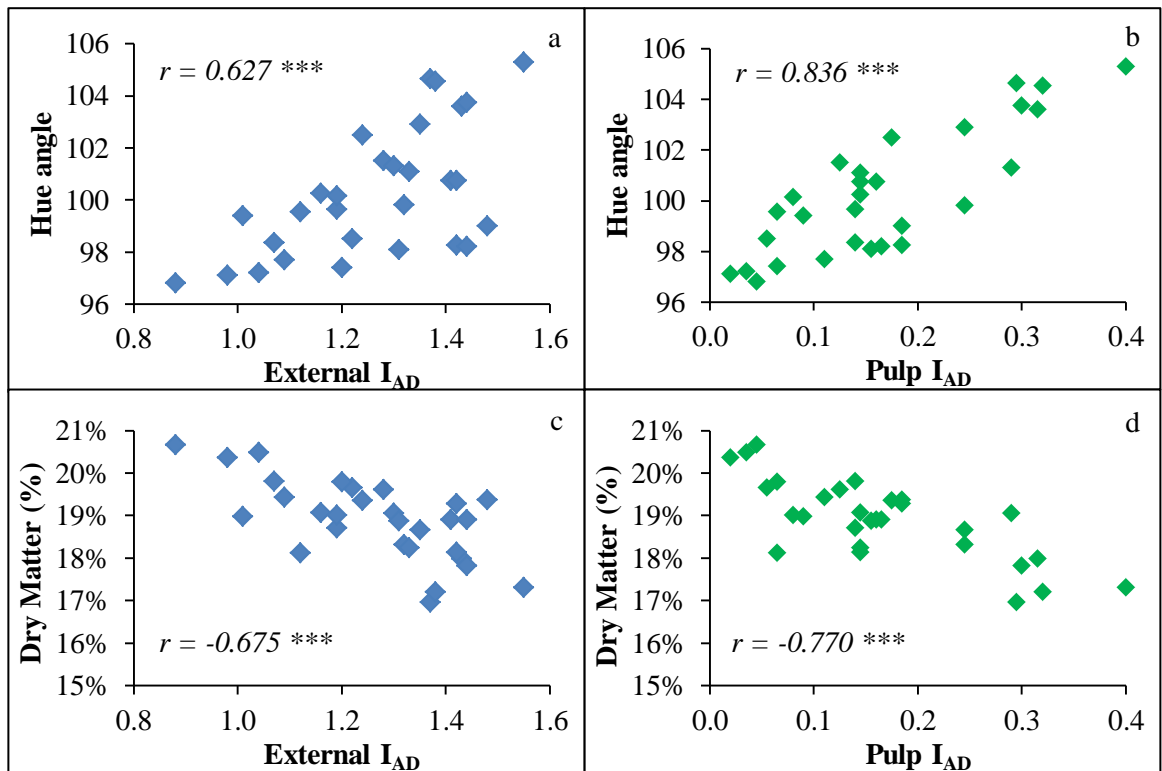 a
r = 0.627 ***
Hue angle
106
104
102
100
98
96
0.8 1.0 1.2 1.4 1.6
External I_AD
b
r = 0.836 ***
Hue angle
106
104
102
100
98
96
0.0 0.1 0.2 0.3 0.4
Pulp I_AD
c
Dry Matter (%)
21%
20%
19%
18%
17%
16%
15%
r = -0.675 ***
0.8 1.0 1.2 1.4 1.6
External I_AD
d
Dry Matter (%)
21%
20%
19%
18%
17%
16%
15%
r = -0.770 ***
0.0 0.1 0.2 0.3 0.4
Pulp I_AD